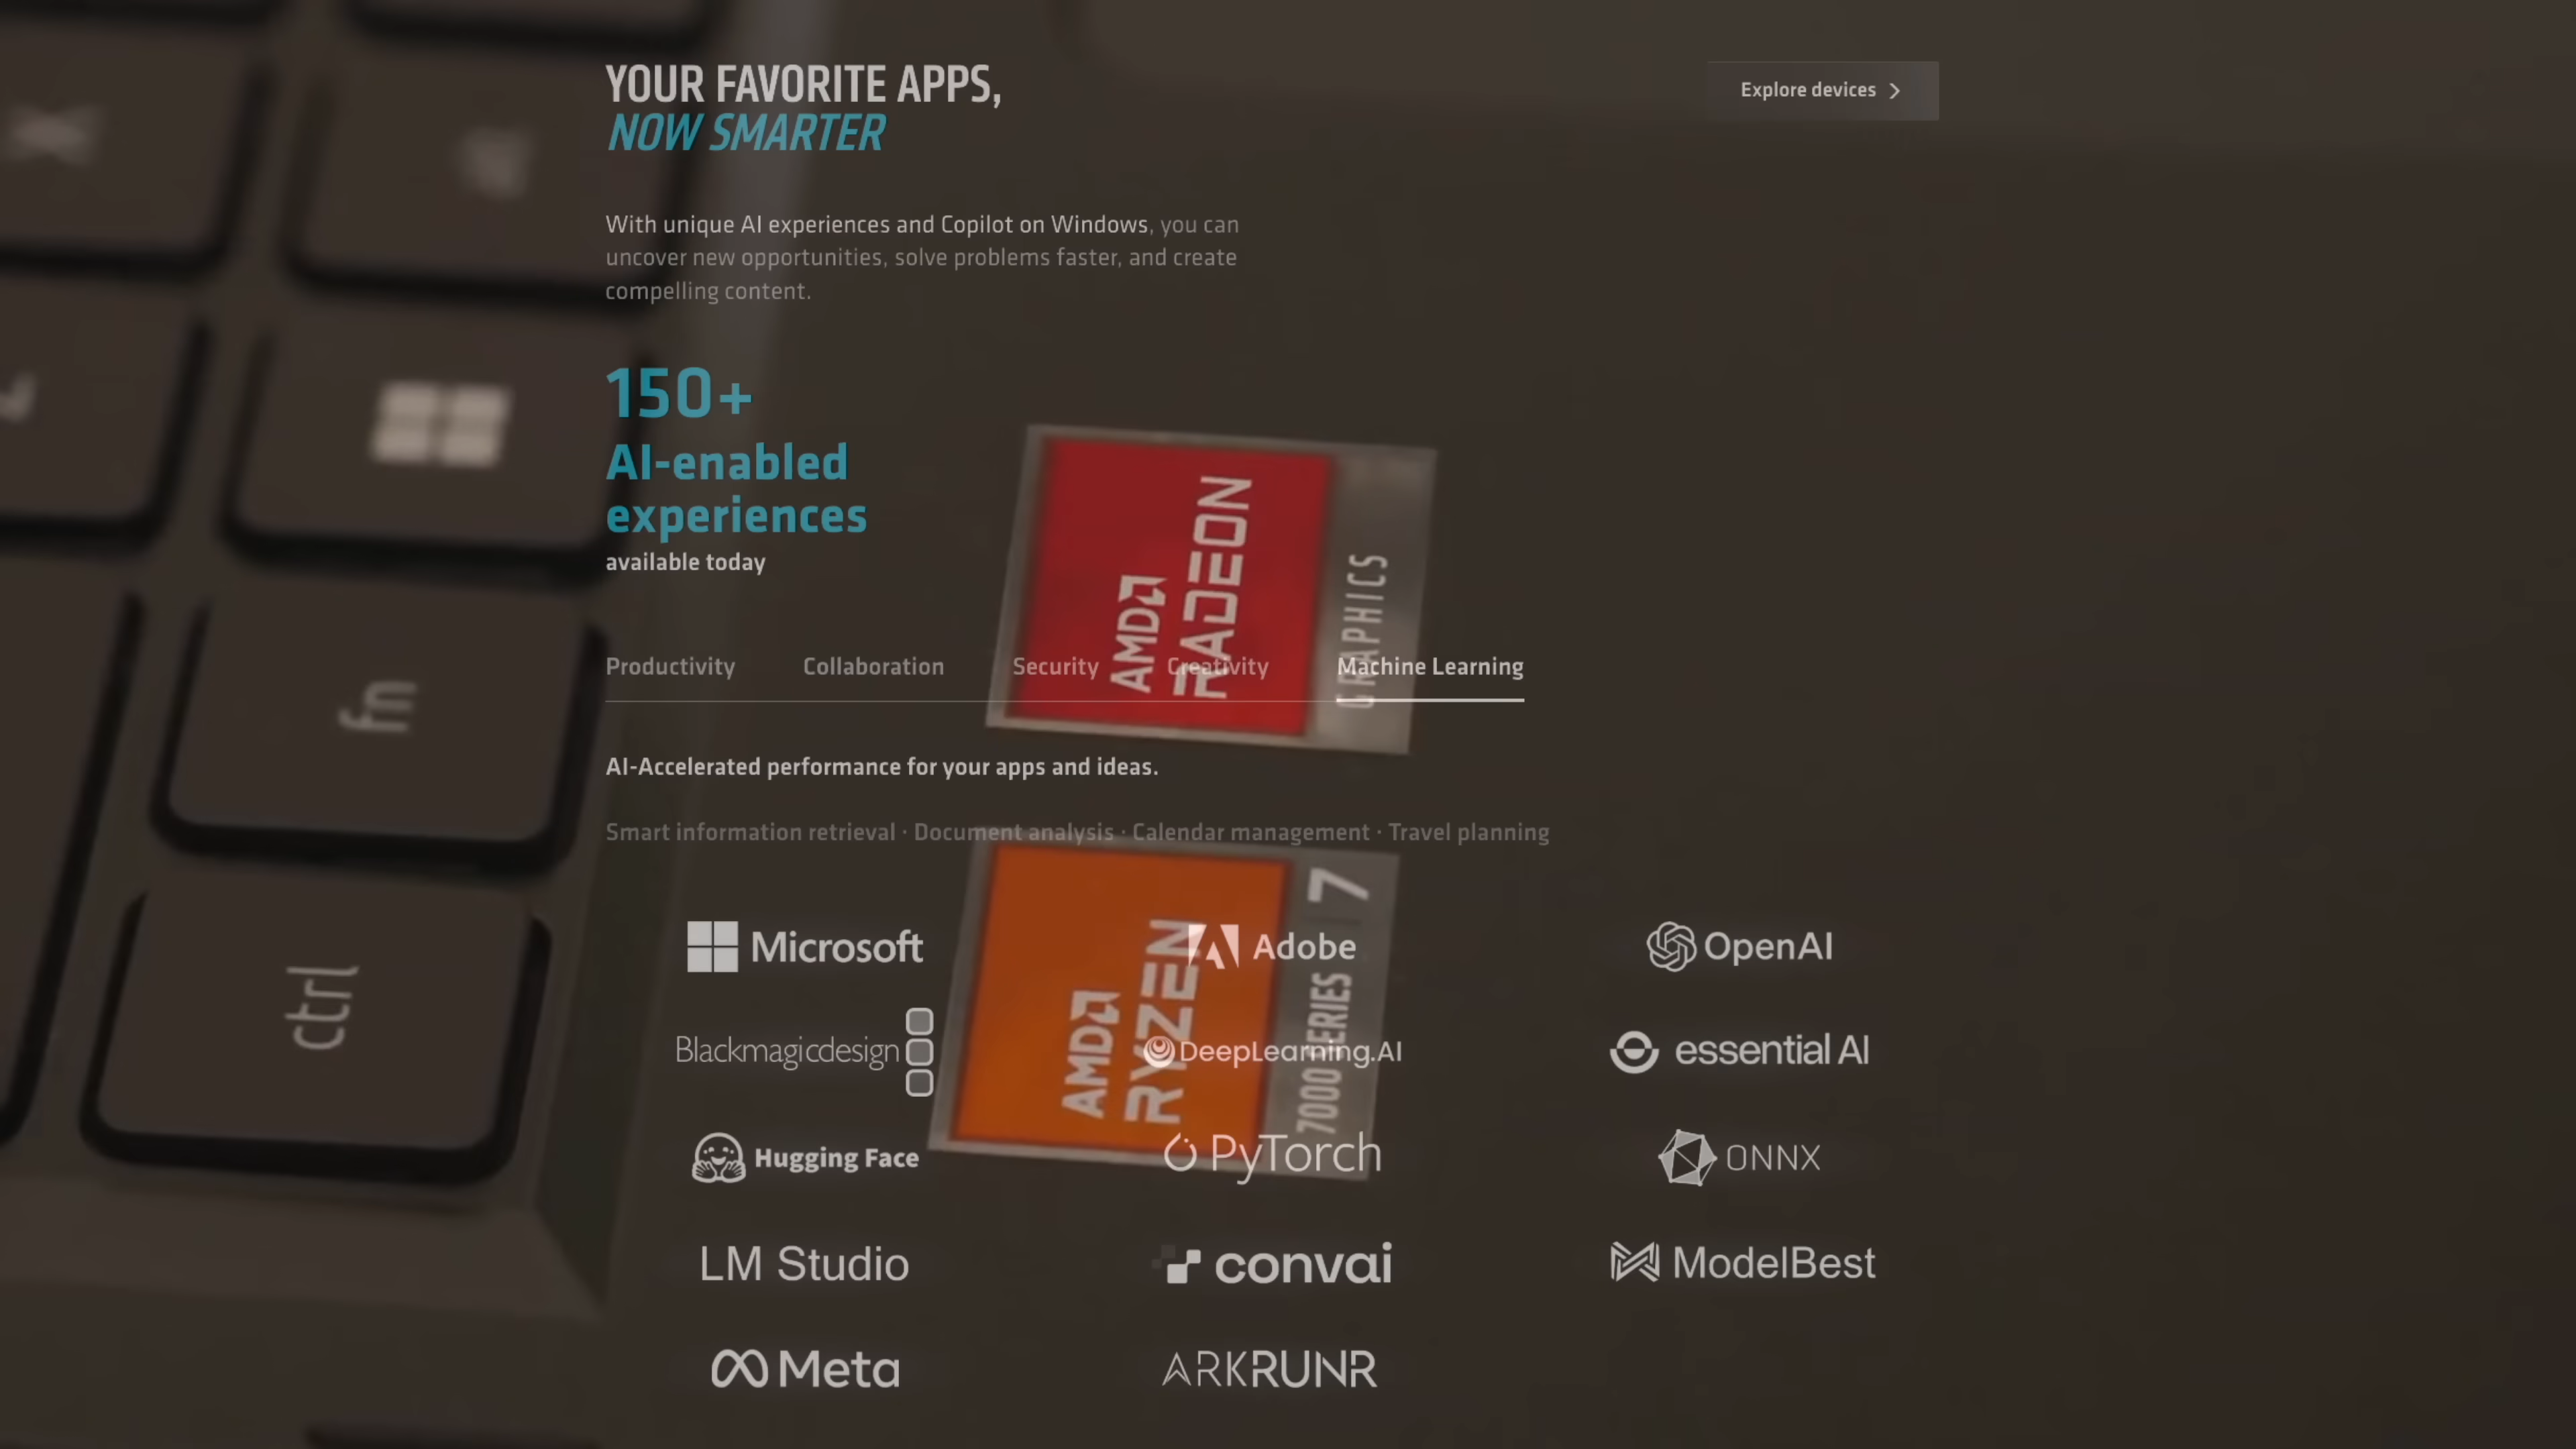 YOUR FAVORITE APPS,
NOW SMARTER
Explore devices
With unique AI experiences and Copilot on Windows, you can
uncover new opportunities, solve problems faster, and create
compelling content.
150+
AI-enabled
experiences
available today
Productivity Collaboration Security Creativity Machine Learning
AI-Accelerated performance for your apps and ideas.
Smart information retrieval · Document analysis · Calendar management · Travel planning
Microsoft Adobe OpenAI
Blackmagicdesign DeepLearning.AI essential AI
Hugging Face PyTorch ONNX
LM Studio convai ModelBest
Meta ARKRUNR
AMD
RADEON
GRAPHICS
AMD
RYZEN
7000 SERIES 7
fn
ctrl